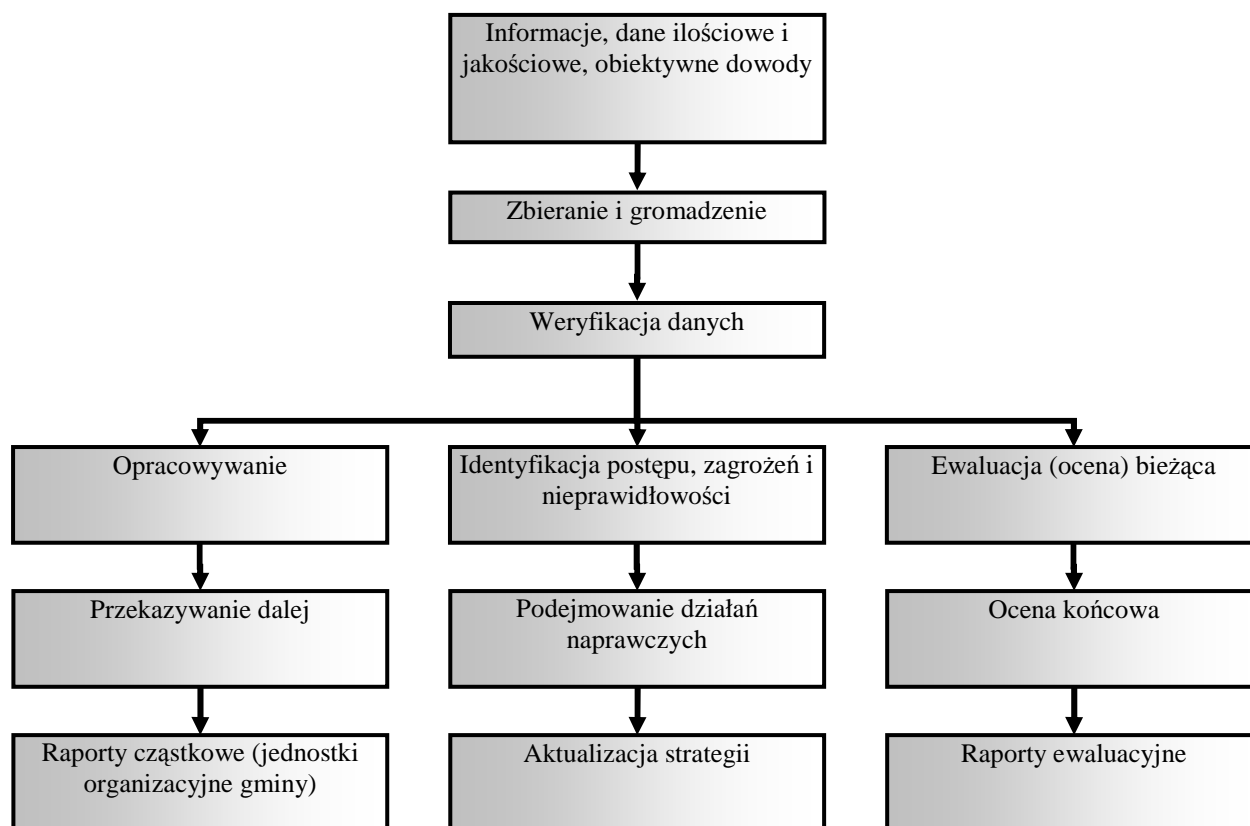 Informacje, dane ilościowe i
jakościowe, obiektywne dowody
Zbieranie i gromadzenie
Weryfikacja danych
Opracowywanie
Identyfikacja postępu, zagrożeń i
nieprawidłowości
Ewaluacja (ocena) bieżąca
Przekazywanie dalej
Podejmowanie działań
naprawczych
Ocena końcowa
Raporty cząstkowe (jednostki
organizacyjne gminy)
Aktualizacja strategii
Raporty ewaluacyjne